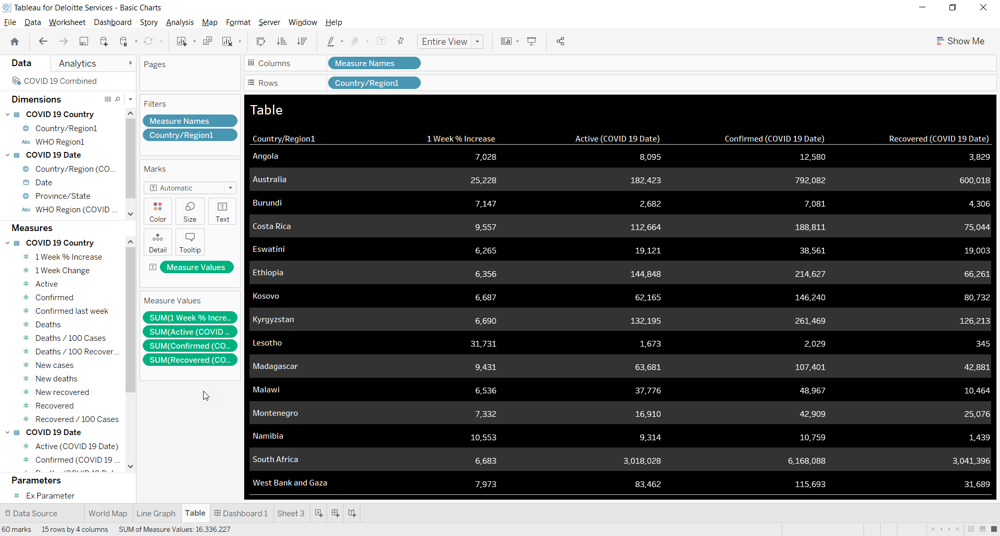 Tableau for Deloitte Services - Basic Charts
File Data Worksheet Dashboard Story Analysis Map Format Server Window Help
Entire View
Show Me
Data Analytics
COVID 19 Combined
Dimensions
COVID 19 Country
Country/Region1
Abc WHO Region1
COVID 19 Date
Country/Region (CO...
Date
Province/State
Abc WHO Region (COVID ...
Measures
COVID 19 Country
1 Week % Increase
1 Week Change
Active
Confirmed
Confirmed last week
Deaths
Deaths / 100 Cases
Deaths / 100 Recover...
New cases
New deaths
New recovered
Recovered
Recovered / 100 Cases
COVID 19 Date
Active (COVID 19 Date)
Confirmed (COVID 19 ...
Parameters
Ex Parameter
Pages
Filters
Measure Names
Country/Region1
Marks
Automatic
Color Size Text
Detail Tooltip
Measure Values
Measure Values
SUM(1 Week % Incre..
SUM(Active (COVID ..
SUM(Confirmed (CO..
SUM(Recovered (CO..
Columns Measure Names
Rows Country/Region1
Table
Country/Region1 1 Week % Increase Active (COVID 19 Date) Confirmed (COVID 19 Date) Recovered (COVID 19 Date)
Angola 7,028 8,095 12,580 3,829
Australia 25,228 182,423 792,082 600,018
Burundi 7,147 2,682 7,081 4,306
Costa Rica 9,557 112,664 188,811 75,044
Eswatini 6,265 19,121 38,561 19,003
Ethiopia 6,356 144,848 214,627 66,261
Kosovo 6,687 62,165 146,240 80,732
Kyrgyzstan 6,690 132,195 261,469 126,213
Lesotho 31,731 1,673 2,029 345
Madagascar 9,431 63,681 107,401 42,881
Malawi 6,536 37,776 48,967 10,464
Montenegro 7,332 16,910 42,909 25,076
Namibia 10,553 9,314 10,759 1,439
South Africa 6,683 3,018,028 6,168,088 3,041,396
West Bank and Gaza 7,973 83,462 115,693 31,689
Data Source World Map Line Graph Table Dashboard 1 Sheet 3
60 marks 15 rows by 4 columns SUM of Measure Values: 16,336,227